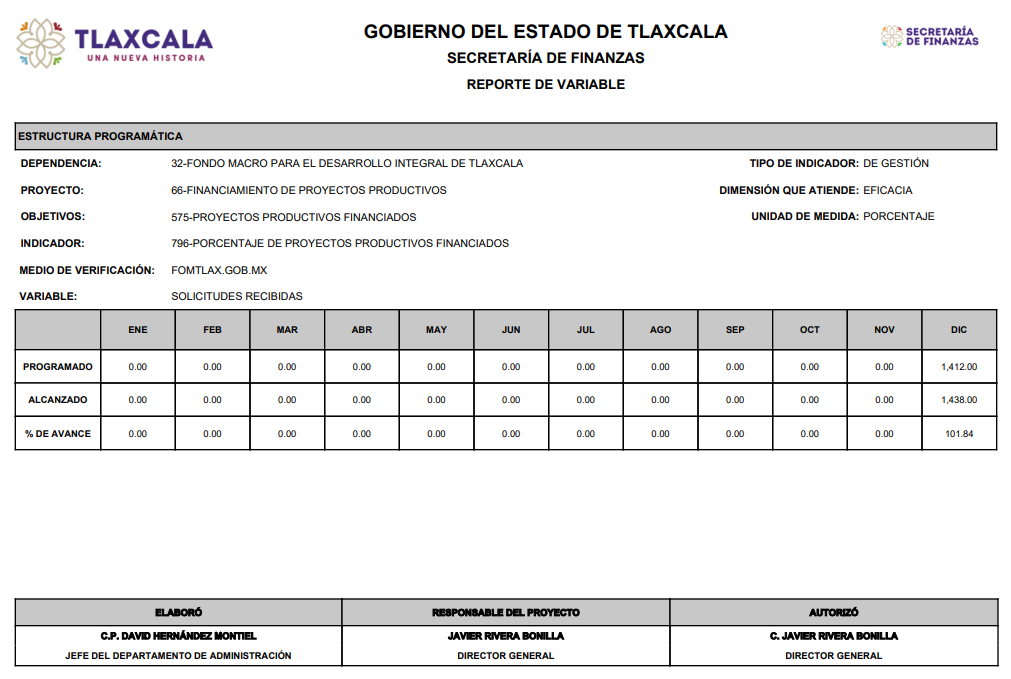 TLAXCALA
UNA NUEVA HISTORIA
GOBIERNO DEL ESTADO DE TLAXCALA
SECRETARÍA DE FINANZAS
REPORTE DE VARIABLE
SECRETARÍA
DE FINANZAS
ESTRUCTURA PROGRAMÁTICA
DEPENDENCIA: 32-FONDO MACRO PARA EL DESARROLLO INTEGRAL DE TLAXCALA TIPO DE INDICADOR: DE GESTIÓN
PROYECTO: 66-FINANCIAMIENTO DE PROYECTOS PRODUCTIVOS DIMENSIÓN QUE ATIENDE: EFICACIA
OBJETIVOS: 575-PROYECTOS PRODUCTIVOS FINANCIADOS UNIDAD DE MEDIDA: PORCENTAJE
INDICADOR: 796-PORCENTAJE DE PROYECTOS PRODUCTIVOS FINANCIADOS
MEDIO DE VERIFICACIÓN: FOMTLAX.GOB.MX
VARIABLE: SOLICITUDES RECIBIDAS
ENE FEB MAR ABR MAY JUN JUL AGO SEP OCT NOV DIC
PROGRAMADO 0.00 0.00 0.00 0.00 0.00 0.00 0.00 0.00 0.00 0.00 0.00 1,412.00
ALCANZADO 0.00 0.00 0.00 0.00 0.00 0.00 0.00 0.00 0.00 0.00 0.00 1,438.00
% DE AVANCE 0.00 0.00 0.00 0.00 0.00 0.00 0.00 0.00 0.00 0.00 0.00 101.84
ELABORÓ RESPONSABLE DEL PROYECTO AUTORIZÓ
C.P. DAVID HERNÁNDEZ MONTIEL JAVIER RIVERA BONILLA C. JAVIER RIVERA BONILLA
JEFE DEL DEPARTAMENTO DE ADMINISTRACIÓN DIRECTOR GENERAL DIRECTOR GENERAL